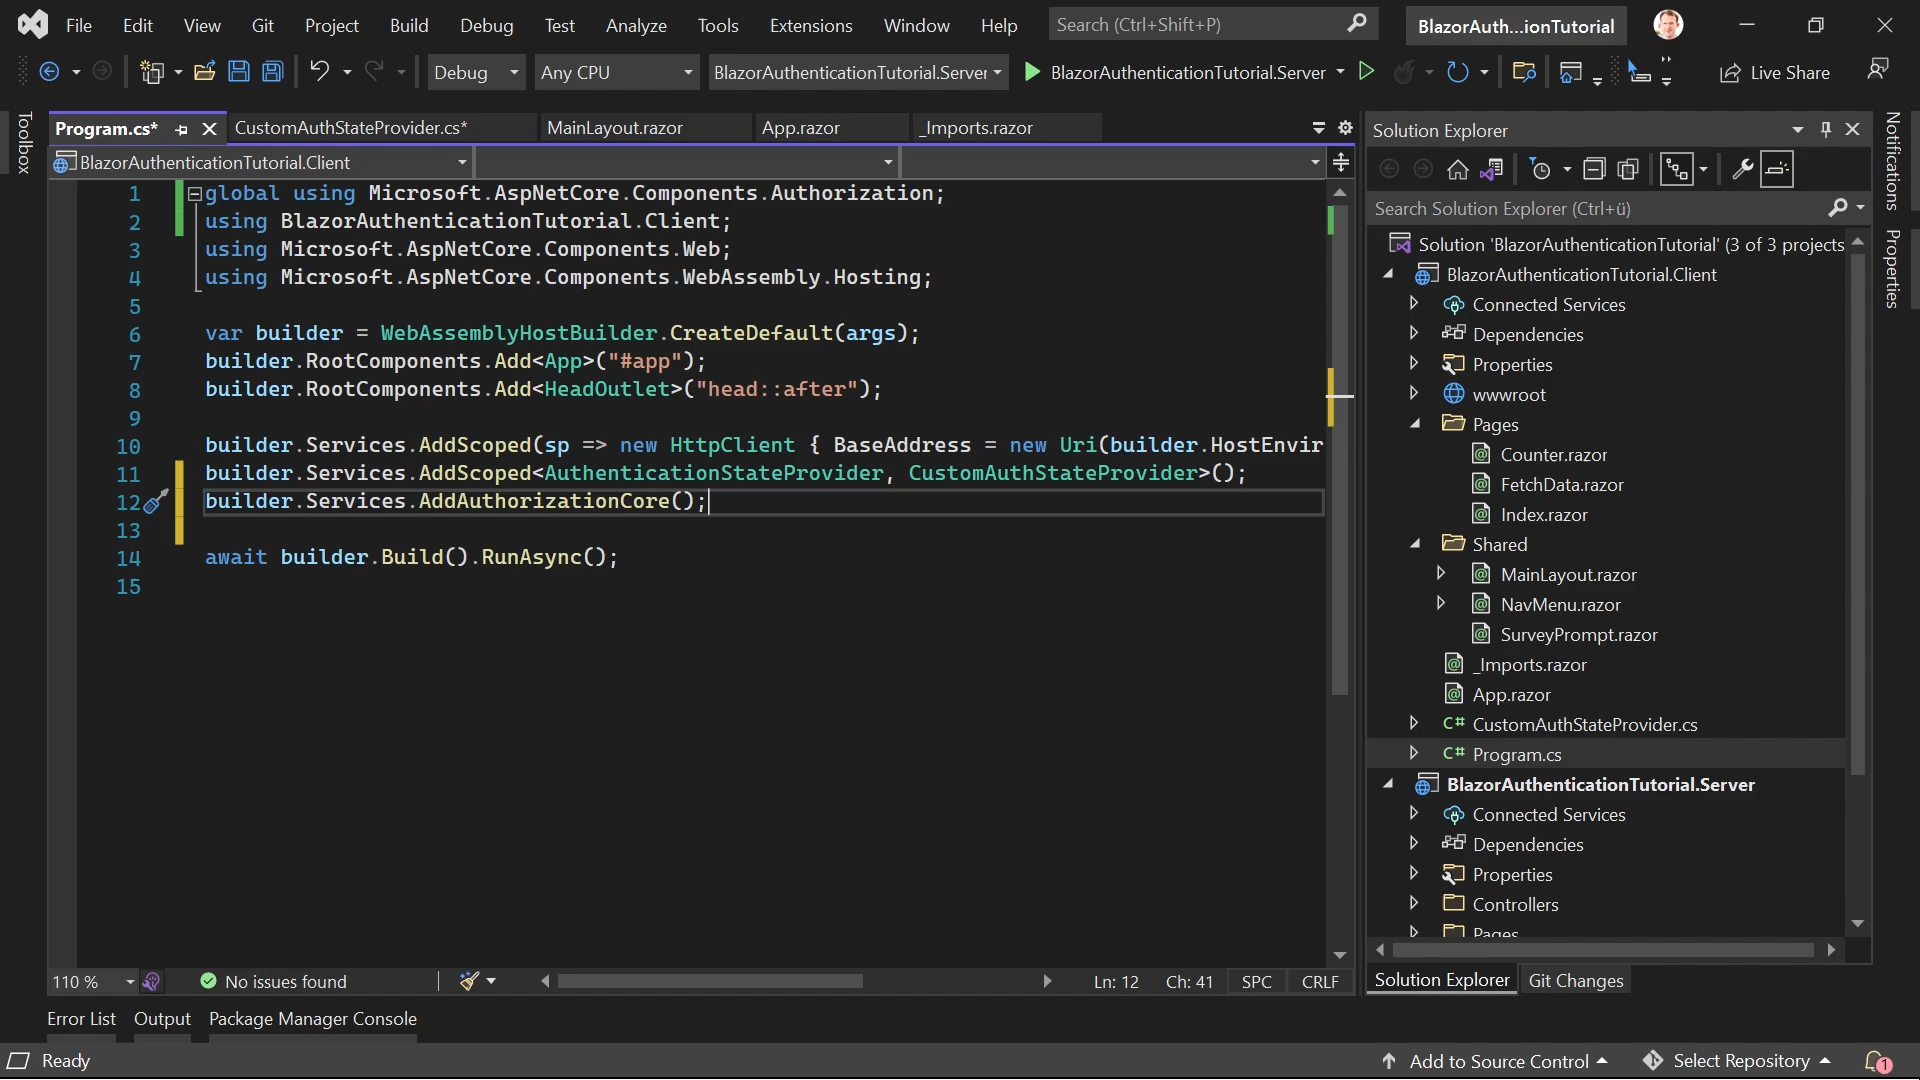 File Edit View Git Project Build Debug Test Analyze Tools Extensions Window Help Search (Ctrl+Shift+P) BlazorAuth...ionTutorial
Debug Any CPU BlazorAuthenticationTutorial.Server BlazorAuthenticationTutorial.Server Live Share
Toolbox
Program.cs* CustomAuthStateProvider.cs* MainLayout.razor App.razor _Imports.razor
BlazorAuthenticationTutorial.Client
1 global using Microsoft.AspNetCore.Components.Authorization;
2 using BlazorAuthenticationTutorial.Client;
3 using Microsoft.AspNetCore.Components.Web;
4 using Microsoft.AspNetCore.Components.WebAssembly.Hosting;
5
6 var builder = WebAssemblyHostBuilder.CreateDefault(args);
7 builder.RootComponents.Add<App>("#app");
8 builder.RootComponents.Add<HeadOutlet>("head::after");
9
10 builder.Services.AddScoped(sp => new HttpClient { BaseAddress = new Uri(builder.HostEnvir
11 builder.Services.AddScoped<AuthenticationStateProvider, CustomAuthStateProvider>();
12 builder.Services.AddAuthorizationCore();
13
14 await builder.Build().RunAsync();
15
110 % No issues found Ln: 12 Ch: 41 SPC CRLF
Error List Output Package Manager Console
Solution Explorer
Search Solution Explorer (Ctrl+ü)
Solution 'BlazorAuthenticationTutorial' (3 of 3 projects
BlazorAuthenticationTutorial.Client
Connected Services
Dependencies
Properties
wwwroot
Pages
Counter.razor
FetchData.razor
Index.razor
Shared
MainLayout.razor
NavMenu.razor
SurveyPrompt.razor
_Imports.razor
App.razor
C# CustomAuthStateProvider.cs
C# Program.cs
BlazorAuthenticationTutorial.Server
Connected Services
Dependencies
Properties
Controllers
Pages
Solution Explorer Git Changes
Notifications
Properties
Ready Add to Source Control Select Repository 1